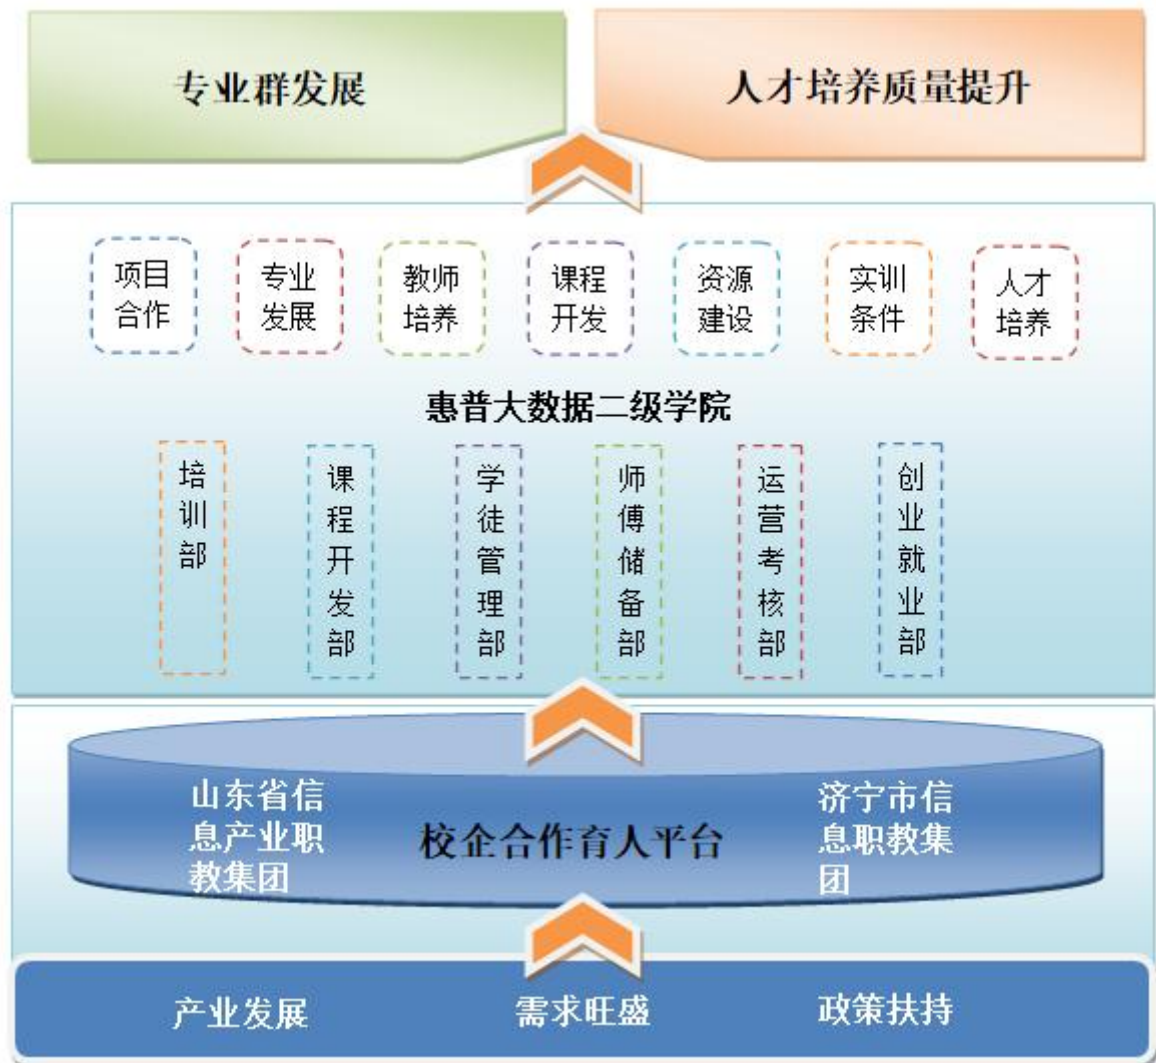 专业群发展
人才培养质量提升
项目
合作
专业
发展
教师
培养
课程
开发
资源
建设
实训
条件
人才
培养
惠普大数据二级学院
培训部
课程开发部
学徒管理部
师傅储备部
运营考核部
创业就业部
山东省信
息产业职
教集团
校企合作育人平台
济宁市信
息职教集
团
产业发展
需求旺盛
政策扶持